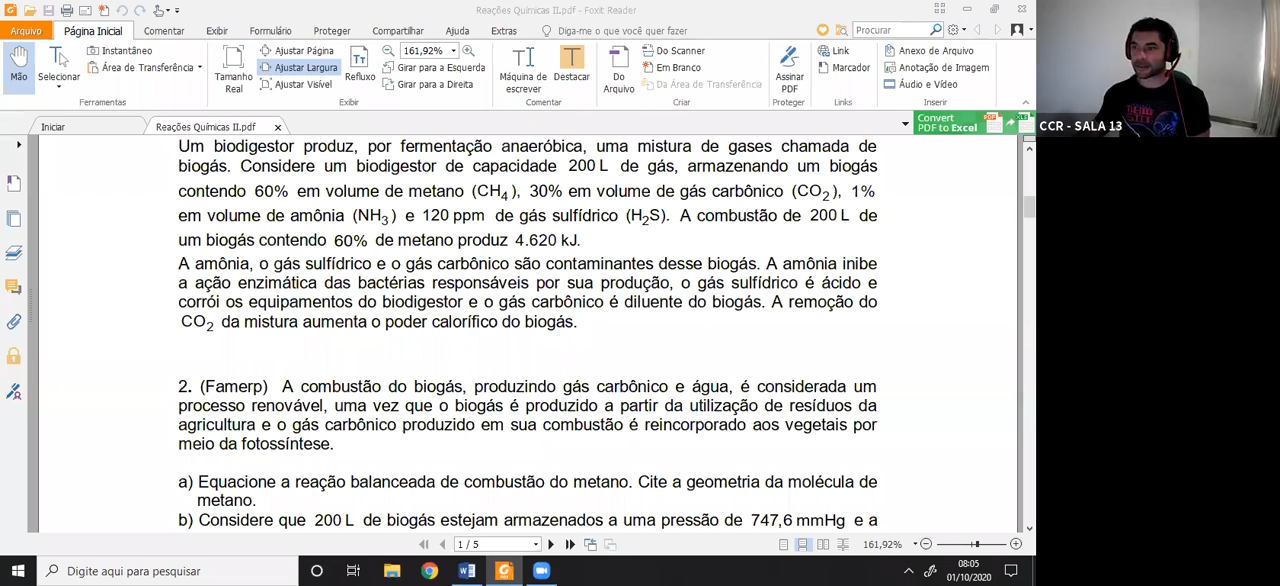 Reações Químicas II.pdf - Foxit Reader
Arquivo Página Inicial Comentar Exibir Formulário Proteger Compartilhar Ajuda Extras Diga-me o que quer fazer Procurar
Mão
Selecionar
Instantâneo
Área de Transferência
Ferramentas
Tamanho Real
Ajustar Página
Ajustar Largura
Ajustar Visível
Refluxo
161,92%
Girar para a Esquerda
Girar para a Direita
Exibir
Máquina de escrever
Destacar
Comentar
Do Arquivo
Do Scanner
Em Branco
Da Área de Transferência
Criar
Assinar PDF
Proteger
Link
Marcador
Links
Anexo de Arquivo
Anotação de Imagem
Áudio e Vídeo
Inserir
Iniciar
Reações Químicas II.pdf
Convert
PDF to Excel
CCR - SALA 13
Um biodigestor produz, por fermentação anaeróbica, uma mistura de gases chamada de
biogás. Considere um biodigestor de capacidade 200 L de gás, armazenando um biogás
contendo 60% em volume de metano (CH4), 30% em volume de gás carbônico (CO2), 1%
em volume de amônia (NH3) e 120 ppm de gás sulfídrico (H2S). A combustão de 200 L de
um biogás contendo 60% de metano produz 4.620 kJ.
A amônia, o gás sulfídrico e o gás carbônico são contaminantes desse biogás. A amônia inibe
a ação enzimática das bactérias responsáveis por sua produção, o gás sulfídrico é ácido e
corrói os equipamentos do biodigestor e o gás carbônico é diluente do biogás. A remoção do
CO2 da mistura aumenta o poder calorífico do biogás.
2. (Famerp) A combustão do biogás, produzindo gás carbônico e água, é considerada um
processo renovável, uma vez que o biogás é produzido a partir da utilização de resíduos da
agricultura e o gás carbônico produzido em sua combustão é reincorporado aos vegetais por
meio da fotossíntese.
a) Equacione a reação balanceada de combustão do metano. Cite a geometria da molécula de
metano.
b) Considere que 200 L de biogás estejam armazenados a uma pressão de 747,6 mmHg e a
1 / 5
161,92%
Digite aqui para pesquisar
08:05
01/10/2020